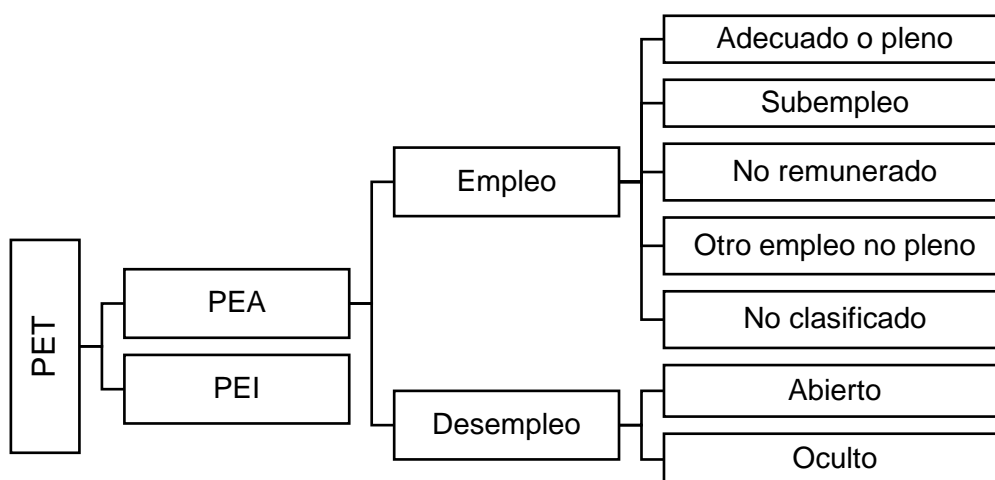 PET
PEA
PEI
Empleo
Desempleo
Adecuado o pleno
Subempleo
No remunerado
Otro empleo no pleno
No clasificado
Abierto
Oculto